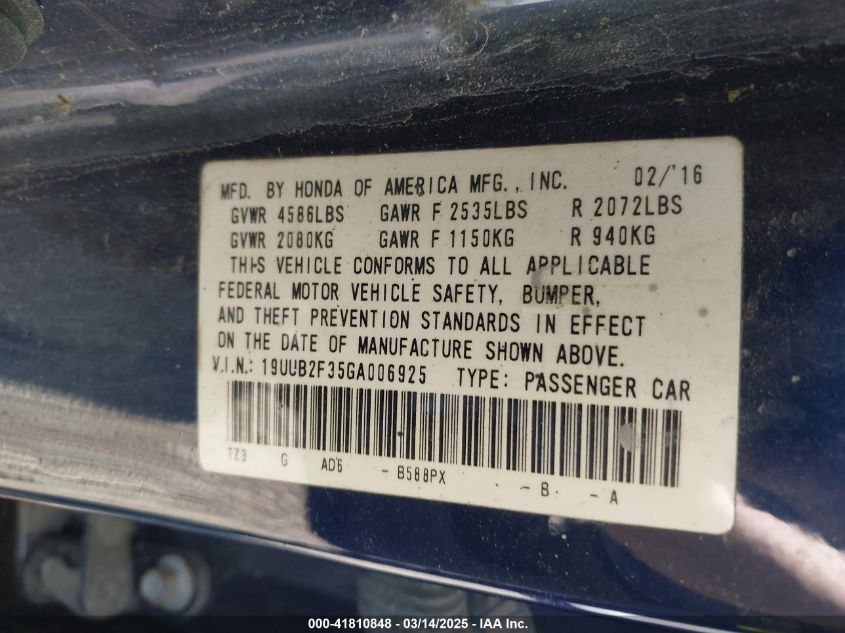 MFD. BY HONDA OF AMERICA MFG., INC. 02/'16
GVWR 4586LBS GAWR F 2535LBS R 2072LBS
GVWR 2080KG GAWR F 1150KG R 940KG
THIS VEHICLE CONFORMS TO ALL APPLICABLE
FEDERAL MOTOR VEHICLE SAFETY, BUMPER,
AND THEFT PREVENTION STANDARDS IN EFFECT
ON THE DATE OF MANUFACTURE SHOWN ABOVE.
V.I.N.: 19UUB2F35GA006925 TYPE: PASSENGER CAR
TZ3 G AD6 - B588PX - B - A
000-41810848 - 03/14/2025 - IAA Inc.